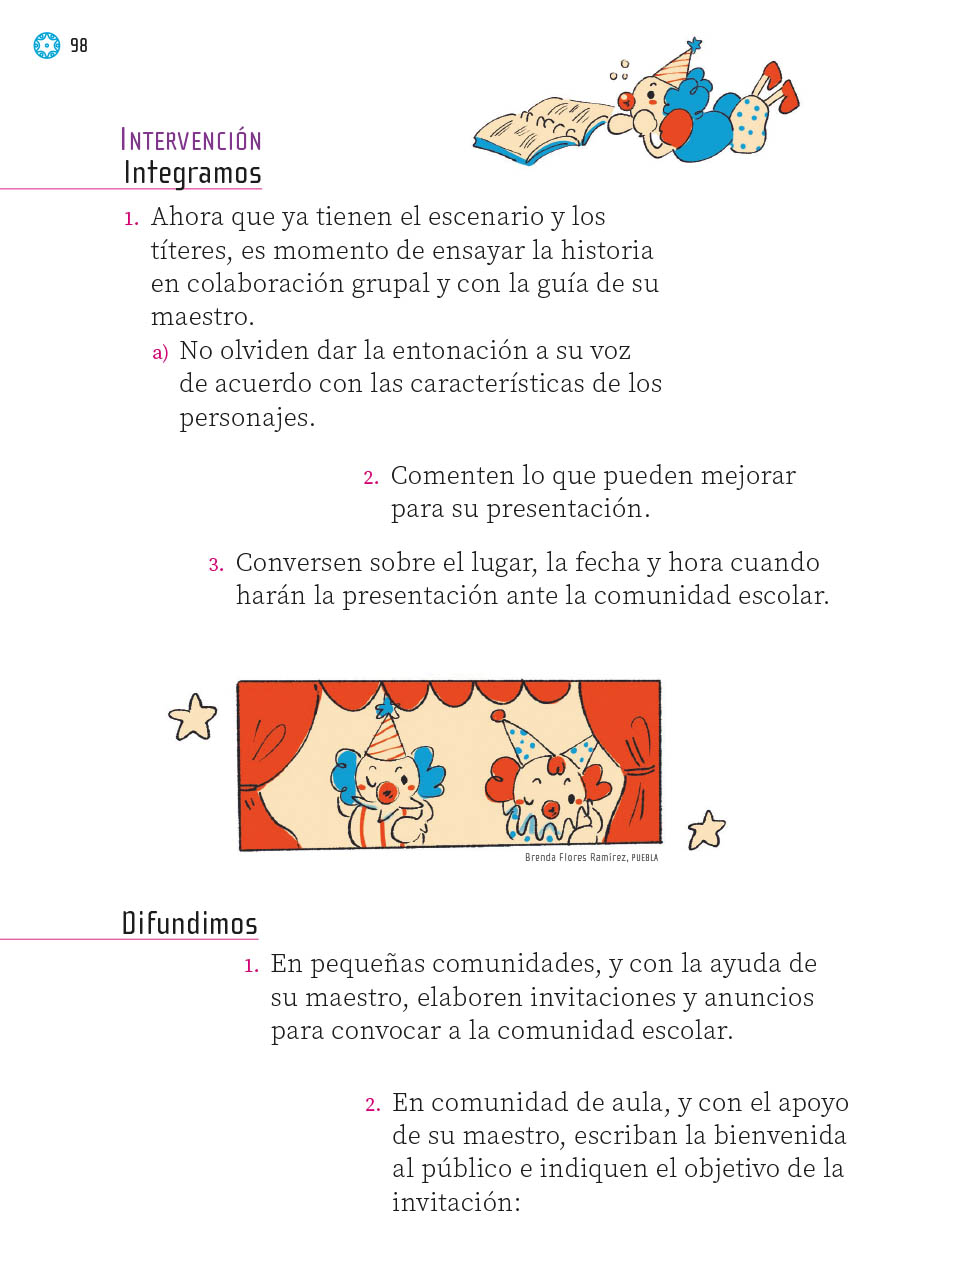 98
INTERVENCIÓN
Integramos
1. Ahora que ya tienen el escenario y los
títeres, es momento de ensayar la historia
en colaboración grupal y con la guía de su
maestro.
a) No olviden dar la entonación a su voz
de acuerdo con las características de los
personajes.
2. Comenten lo que pueden mejorar
para su presentación.
3. Conversen sobre el lugar, la fecha y hora cuando
harán la presentación ante la comunidad escolar.
Brenda Flores Ramírez, PUEBLA
Difundimos
1. En pequeñas comunidades, y con la ayuda de
su maestro, elaboren invitaciones y anuncios
para convocar a la comunidad escolar.
2. En comunidad de aula, y con el apoyo
de su maestro, escriban la bienvenida
al público e indiquen el objetivo de la
invitación: